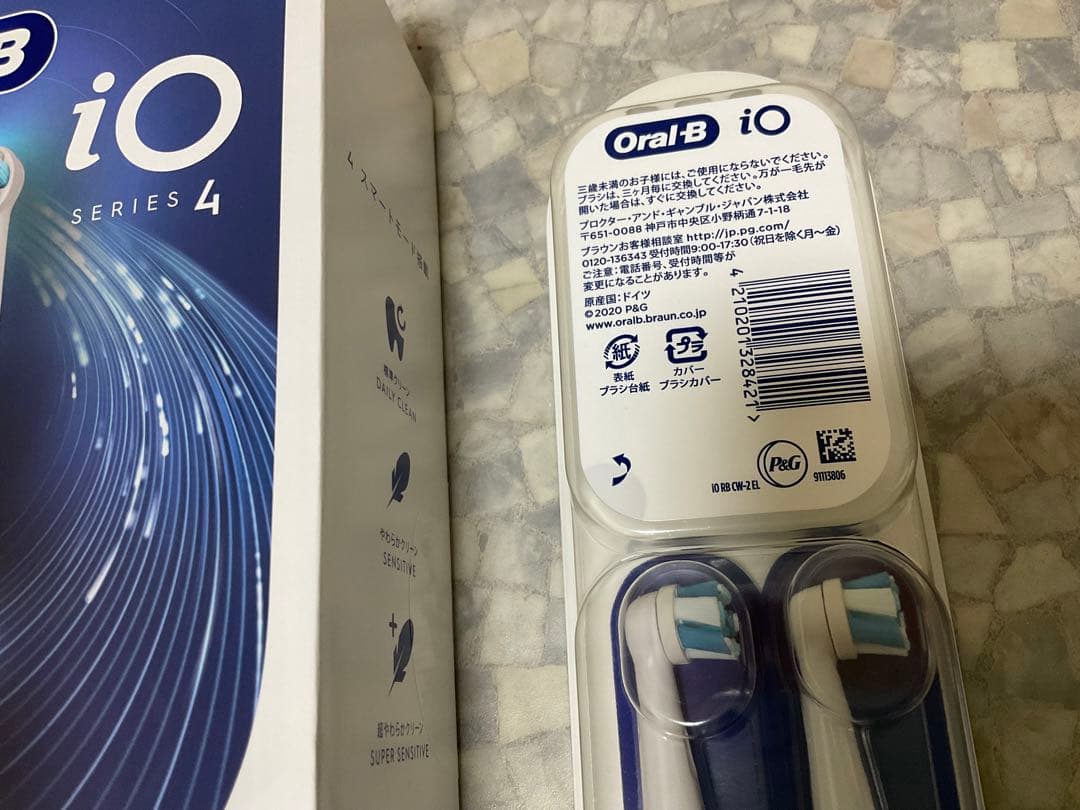 B
iO
SERIES 4
4 スマートモード搭載
標準クリーン
DAILY CLEAN
やわらかクリーン
SENSITIVE
超やわらかクリーン
SUPER SENSITIVE
Oral-B iO
三歳未満のお子様には、ご使用にならないでください。
ブラシは、三ヶ月毎に交換してください。万が一毛先が
開いた場合は、すぐに交換してください。
プロクター・アンド・ギャンブル・ジャパン株式会社
〒651-0088 神戸市中央区小野柄通7-1-18
ブラウンお客様相談室 http://jp.pg.com/
0120-136343 受付時間9:00-17:30(祝日を除く月〜金)
ご注意:電話番号、受付時間等が
変更になることがあります。
原産国:ドイツ
©2020 P&G
www.oralb.braun.co.jp
紙 プラ
表紙 カバー
ブラシ台紙 ブラシカバー
4 210201328421 >
P&G
iO RB CW-2 EL 91113806